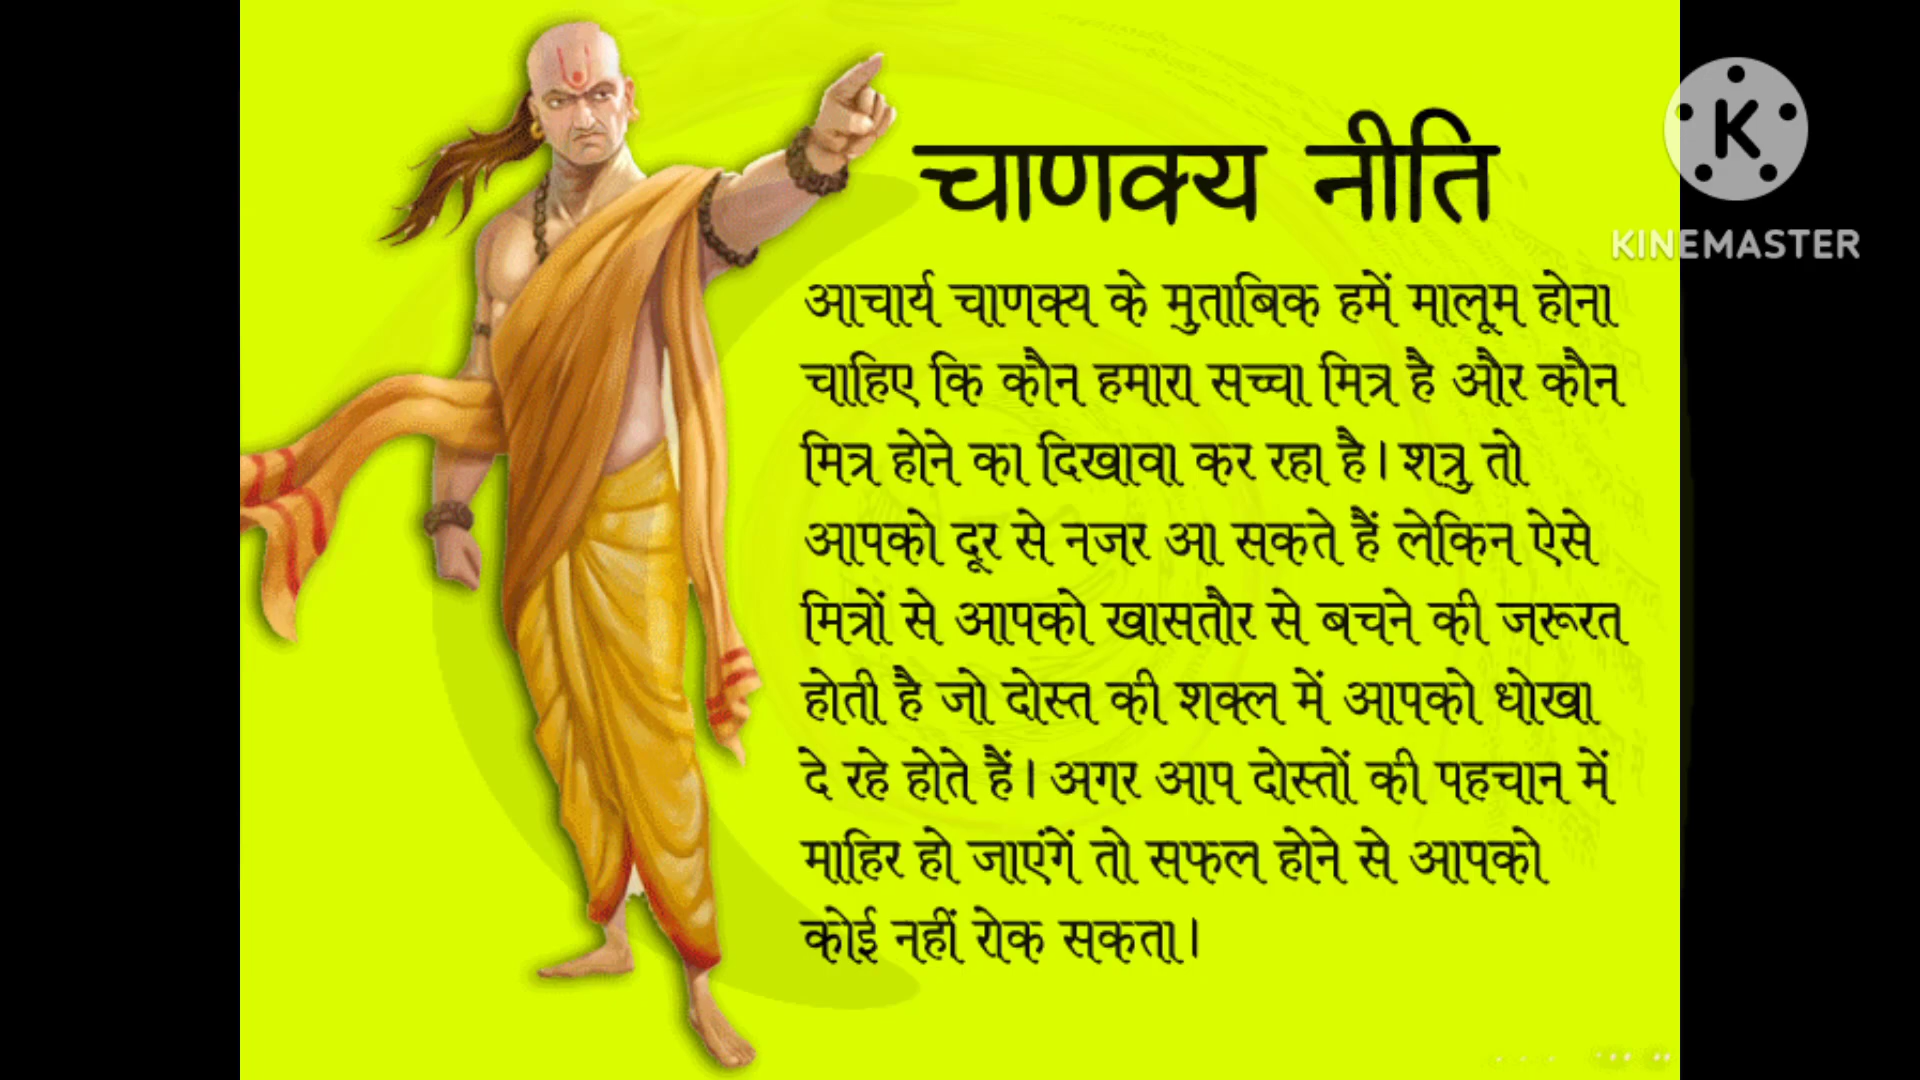 चाणक्य नीति
KINEMASTER
आचार्य चाणक्य के मुताबिक हमें मालूम होना
चाहिए कि कौन हमारा सच्चा मित्र है और कौन
मित्र होने का दिखावा कर रहा है। शत्रु तो
आपको दूर से नजर आ सकते हैं लेकिन ऐसे
मित्रों से आपको खासतौर से बचने की जरूरत
होती है जो दोस्त की शक्ल में आपको धोखा
दे रहे होते हैं। अगर आप दोस्तों की पहचान में
माहिर हो जाएंगें तो सफल होने से आपको
कोई नहीं रोक सकता।